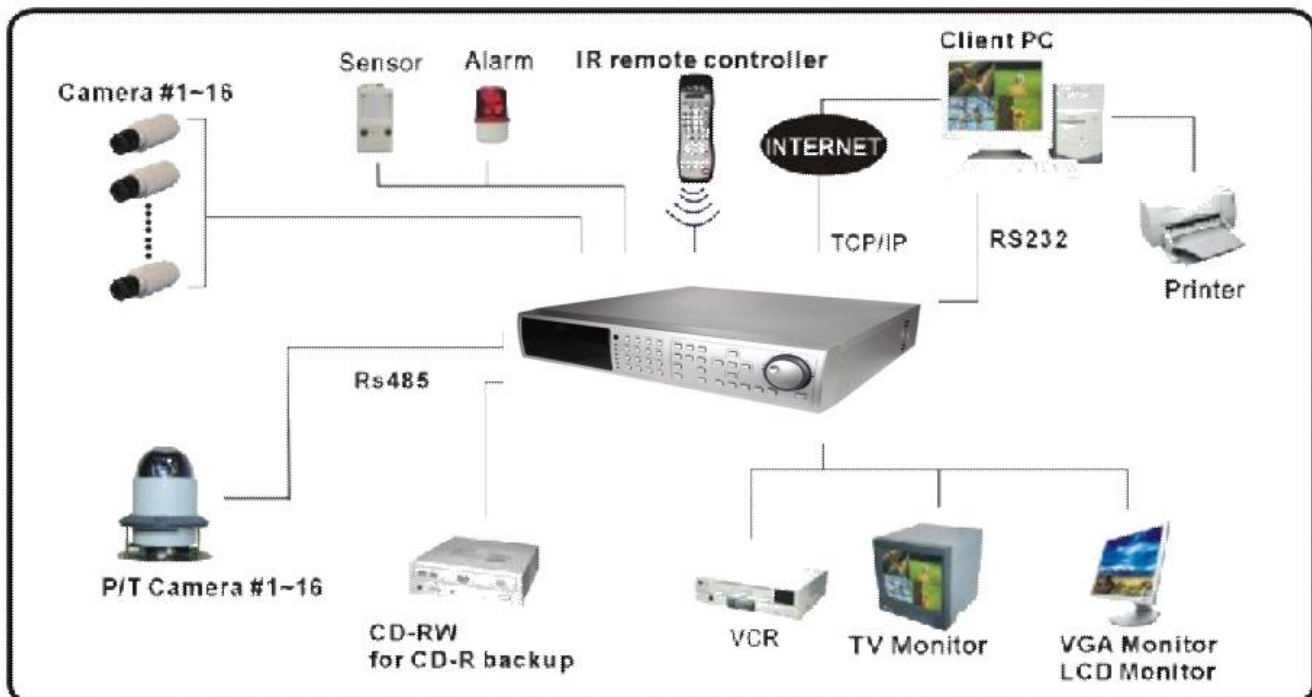 Client PC
Sensor
Alarm
IR remote controller
Camera #1~16
INTERNET
TCP/IP
RS232
Printer
Rs485
P/T Camera #1~16
CD-RW
for CD-R backup
VCR
TV Monitor
VGA Monitor
LCD Monitor